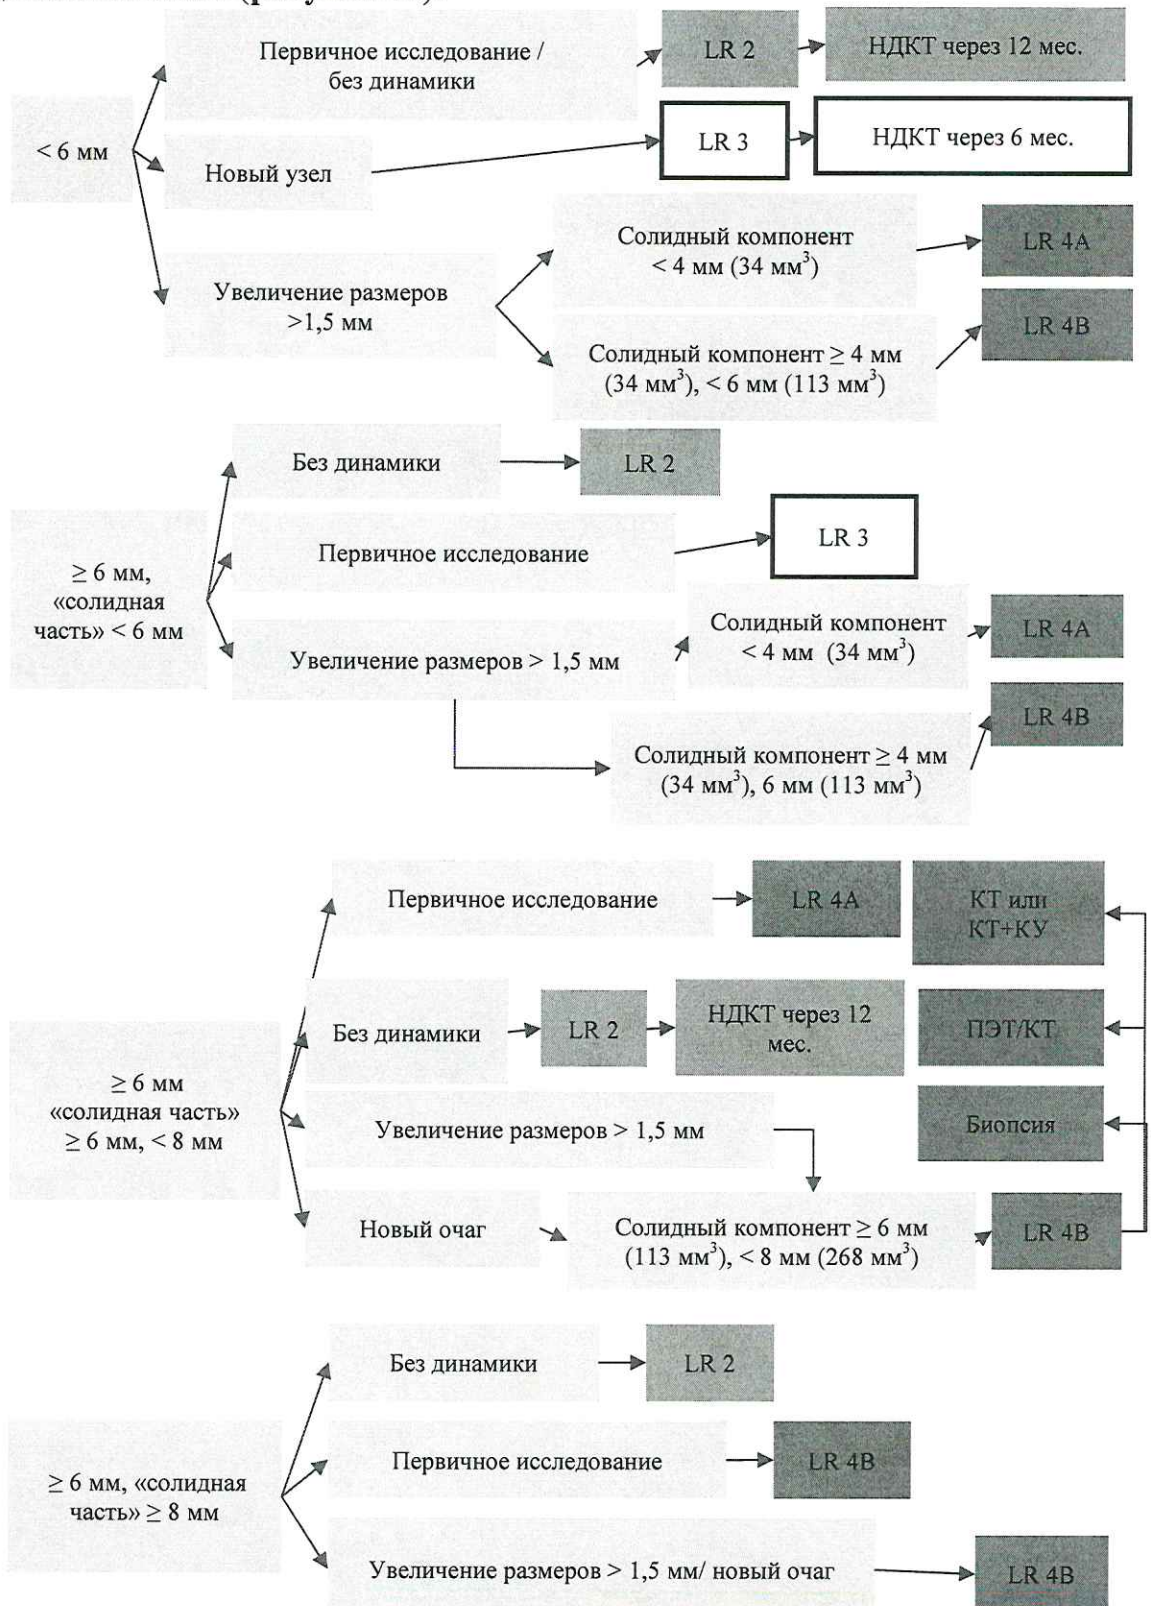 Первичное исследование /
без динамики
LR 2
НДКТ через 12 мес.
< 6 мм
Новый узел
LR 3
НДКТ через 6 мес.
Увеличение размеров
>1,5 мм
Солидный компонент
< 4 мм (34 мм³)
LR 4A
Солидный компонент ≥ 4 мм
(34 мм³), < 6 мм (113 мм³)
LR 4B
≥ 6 мм,
«солидная
часть» < 6 мм
Без динамики
LR 2
Первичное исследование
LR 3
Увеличение размеров > 1,5 мм
Солидный компонент
< 4 мм (34 мм³)
LR 4A
Солидный компонент ≥ 4 мм
(34 мм³), 6 мм (113 мм³)
LR 4B
≥ 6 мм
«солидная часть»
≥ 6 мм, < 8 мм
Первичное исследование
LR 4A
КТ или
КТ+КУ
Без динамики
LR 2
НДКТ через 12
мес.
ПЭТ/КТ
Увеличение размеров > 1,5 мм
Биопсия
Новый очаг
Солидный компонент ≥ 6 мм
(113 мм³), < 8 мм (268 мм³)
LR 4B
≥ 6 мм, «солидная
часть» ≥ 8 мм
Без динамики
LR 2
Первичное исследование
LR 4B
Увеличение размеров > 1,5 мм/ новый очаг
LR 4B